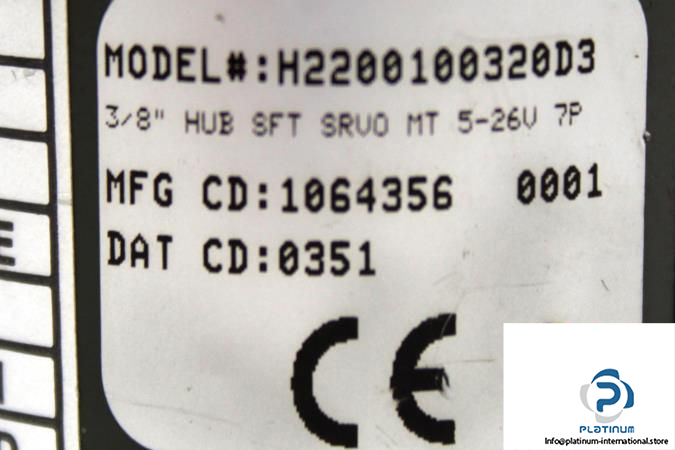 MODEL#:H2200100320D3
3/8" HUB SFT SRVO MT 5-26V 7P
MFG CD:1064356 0001
DAT CD:0351
CE
PLATINUM
Info@platinum-international.store